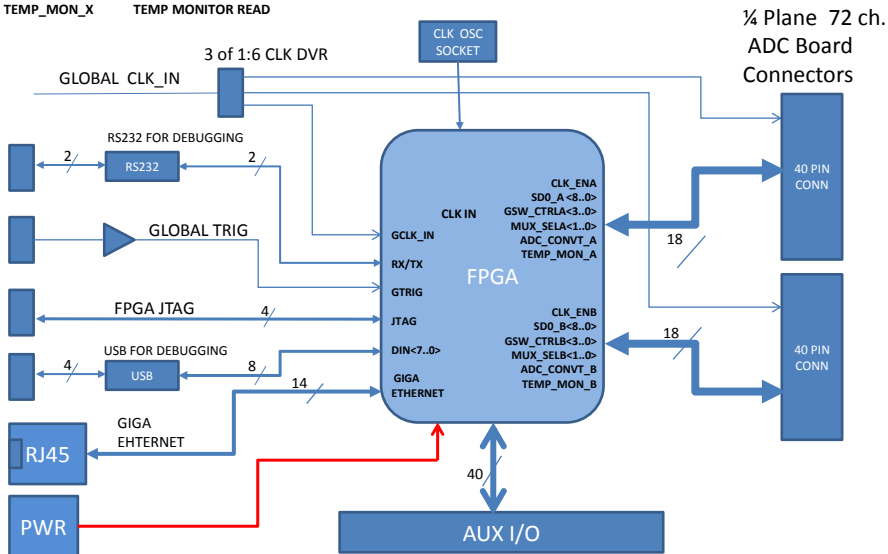 TEMP_MON_X TEMP MONITOR READ
¼ Plane 72 ch.
ADC Board
Connectors
CLK OSC
SOCKET
3 of 1:6 CLK DVR
GLOBAL CLK_IN
RS232 FOR DEBUGGING
2
RS232
2
GLOBAL TRIG
FPGA JTAG
4
USB FOR DEBUGGING
4
USB
8
14
GIGA
EHTERNET
RJ45
PWR
CLK IN
GCLK_IN
RX/TX
GTRIG
JTAG
DIN<7..0>
GIGA
ETHERNET
FPGA
CLK_ENA
SD0_A<8..0>
GSW_CTRLA<3..0>
MUX_SELA<1..0>
ADC_CONVT_A
TEMP_MON_A
CLK_ENB
SD0_B<8..0>
GSW_CTRLB<3..0>
MUX_SELB<1..0>
ADC_CONVT_B
TEMP_MON_B
18
40 PIN
CONN
18
40 PIN
CONN
40
AUX I/O